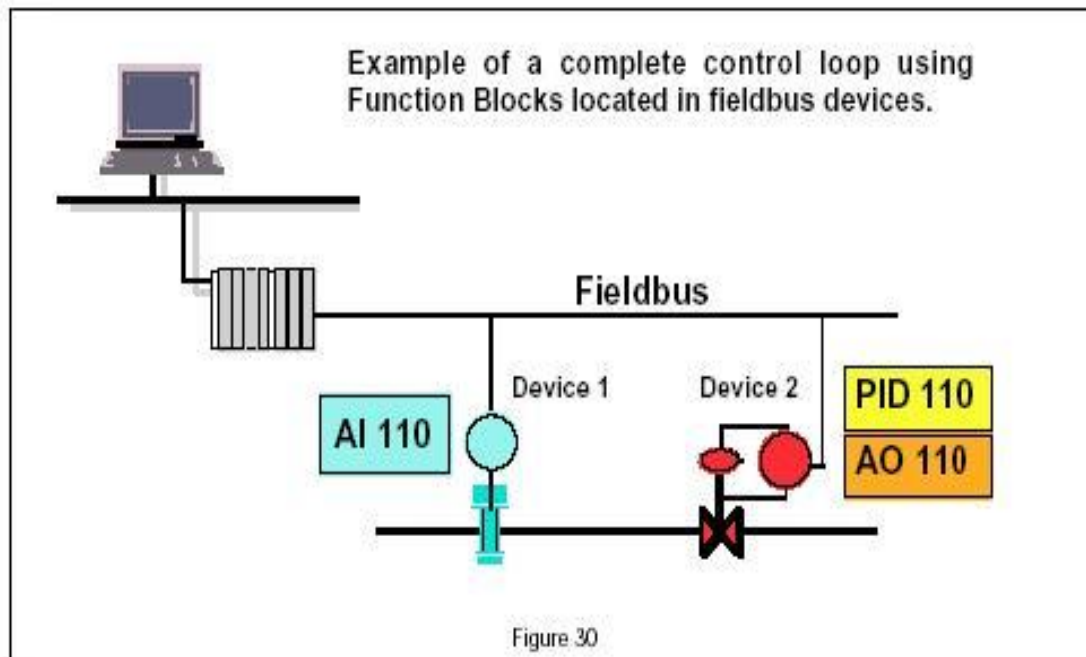 Example of a complete control loop using
Function Blocks located in fieldbus devices.
Fieldbus
Device 1
Device 2
PID 110
AI 110
AO 110
Figure 30